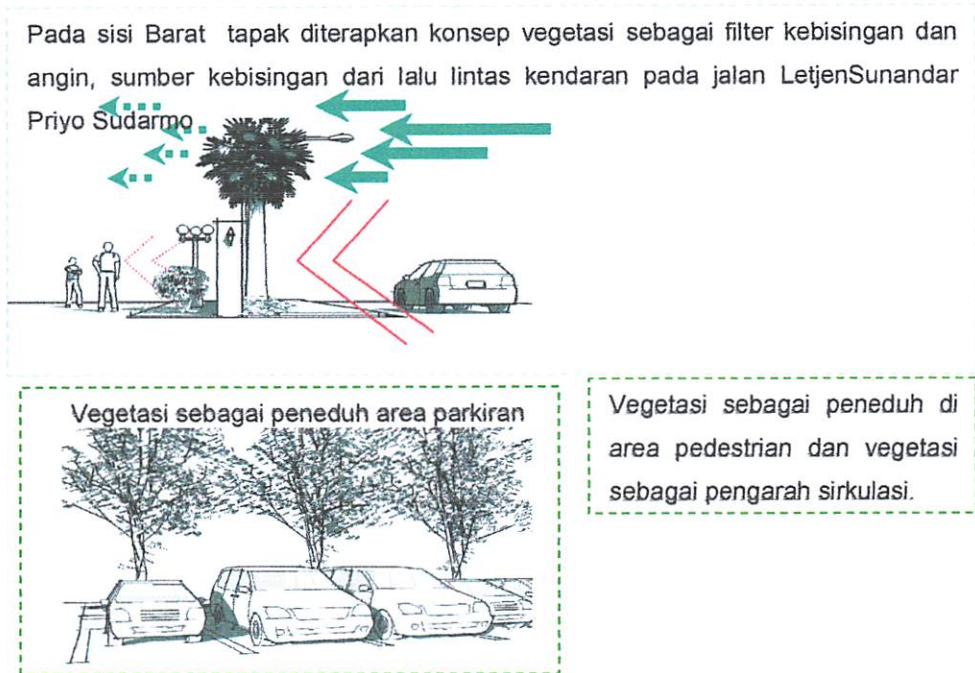 Pada sisi Barat tapak diterapkan konsep vegetasi sebagai filter kebisingan dan
angin, sumber kebisingan dari lalu lintas kendaran pada jalan LetjenSunandar
Priyo Sudarmo
Vegetasi sebagai peneduh area parkiran
Vegetasi sebagai peneduh di
area pedestrian dan vegetasi
sebagai pengarah sirkulasi.